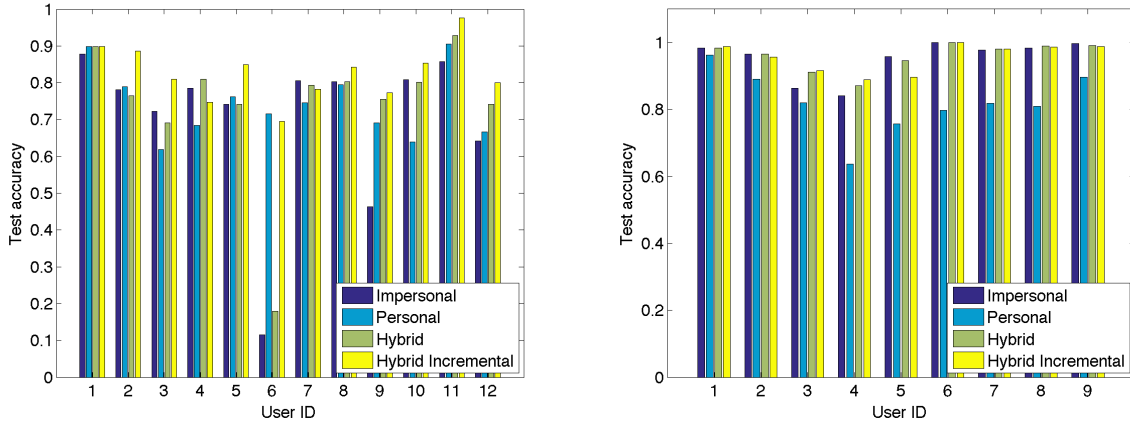 1
0.9
0.8
0.7
0.6
0.5
0.4
0.3
0.2
0.1
0
Test accuracy
1 2 3 4 5 6 7 8 9 10 11 12
User ID
Impersonal
Personal
Hybrid
Hybrid Incremental
1
0.8
0.6
0.4
0.2
0
Test accuracy
1 2 3 4 5 6 7 8 9
User ID
Impersonal
Personal
Hybrid
Hybrid Incremental